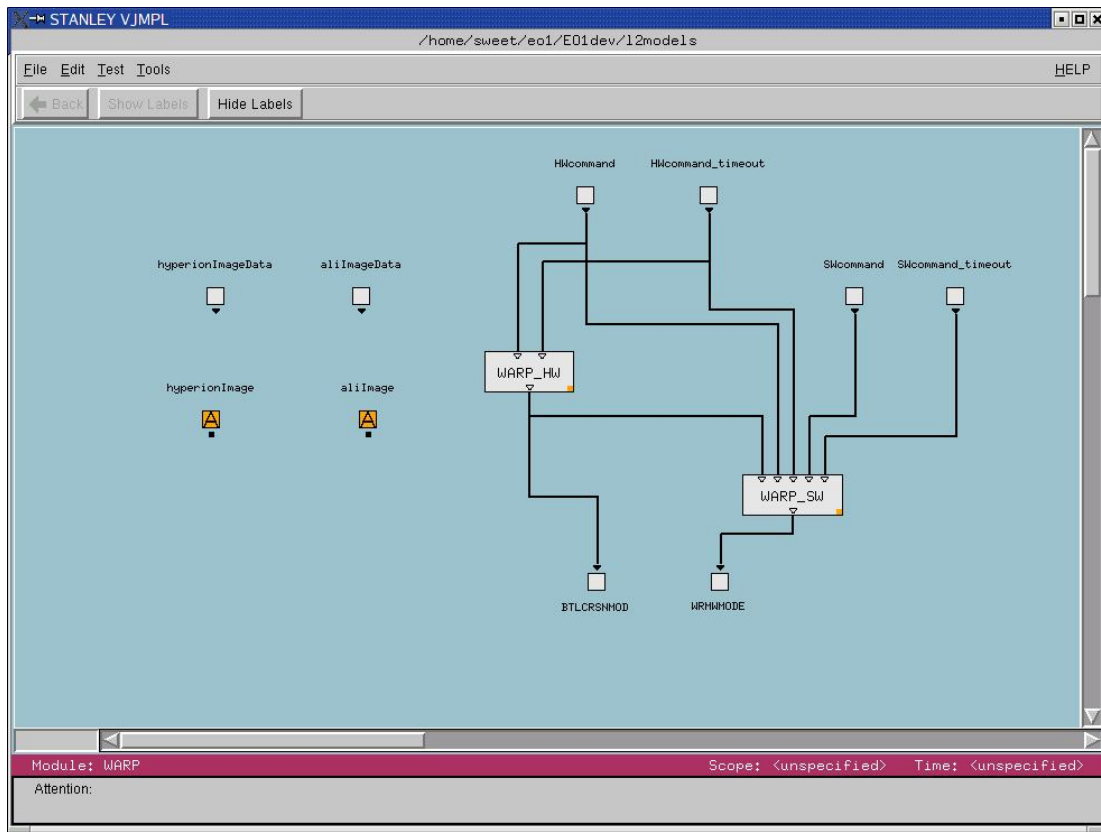 STANLEY VJMPL
/home/sweet/eo1/EO1dev/l2models
File Edit Test Tools HELP
Back Show Labels Hide Labels
HWcommand HWcommand_timeout
hyperionImageData aliImageData SWcommand SWcommand_timeout
WARP_HW
hyperionImage aliImage
A A
WARP_SW
BTLCRSNMOD WRMWMODE
Module: WARP Scope: <unspecified> Time: <unspecified>
Attention: